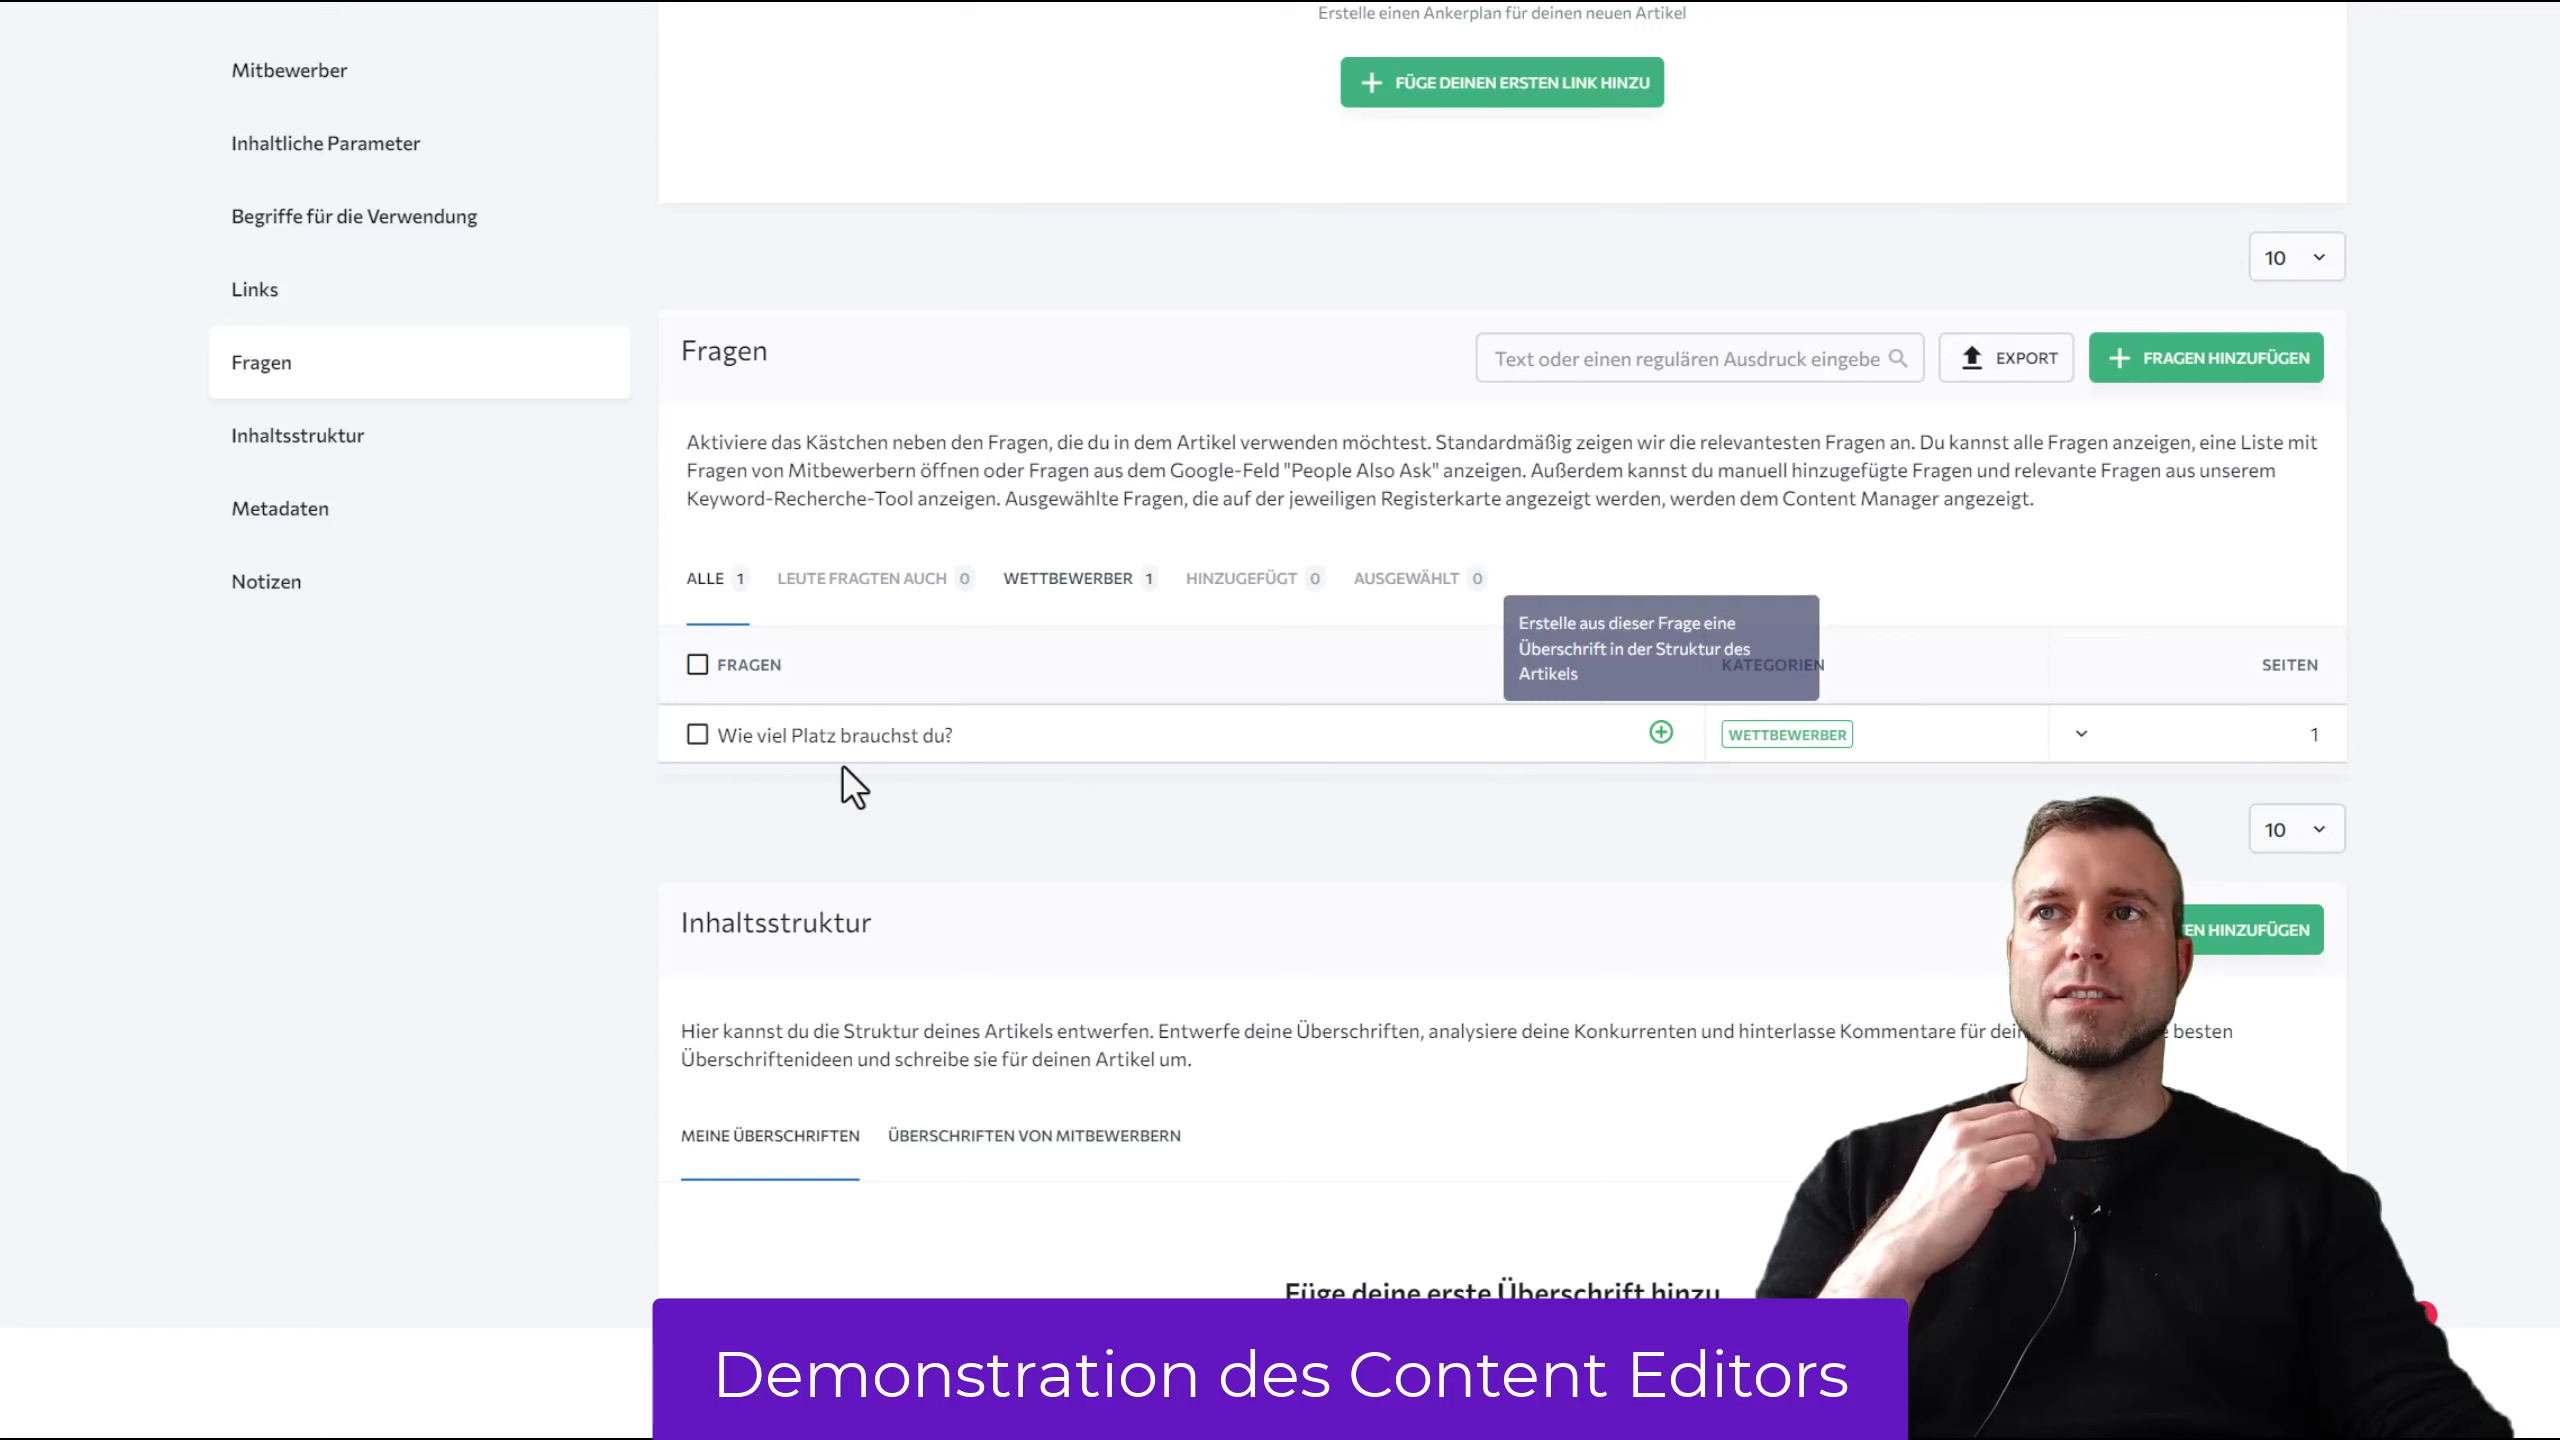 Erstelle einen Ankerplan für deinen neuen Artikel
FÜGE DEINEN ERSTEN LINK HINZU
Mitbewerber
Inhaltliche Parameter
Begriffe für die Verwendung
Links
Fragen
Inhaltsstruktur
Metadaten
Notizen
10
Fragen
Text oder einen regulären Ausdruck eingebe
EXPORT
FRAGEN HINZUFÜGEN
Aktiviere das Kästchen neben den Fragen, die du in dem Artikel verwenden möchtest. Standardmäßig zeigen wir die relevantesten Fragen an. Du kannst alle Fragen anzeigen, eine Liste mit
Fragen von Mitbewerbern öffnen oder Fragen aus dem Google-Feld "People Also Ask" anzeigen. Außerdem kannst du manuell hinzugefügte Fragen und relevante Fragen aus unserem
Keyword-Recherche-Tool anzeigen. Ausgewählte Fragen, die auf der jeweiligen Registerkarte angezeigt werden, werden dem Content Manager angezeigt.
ALLE 1 LEUTE FRAGTEN AUCH 0 WETTBEWERBER 1 HINZUGEFÜGT 0 AUSGEWÄHLT 0
Erstelle aus dieser Frage eine
Überschrift in der Struktur des
Artikels
FRAGEN KATEGORIEN SEITEN
Wie viel Platz brauchst du? WETTBEWERBER 1
10
Inhaltsstruktur
HINZUFÜGEN
Hier kannst du die Struktur deines Artikels entwerfen. Entwerfe deine Überschriften, analysiere deine Konkurrenten und hinterlasse Kommentare für besten
Überschriftenideen und schreibe sie für deinen Artikel um.
MEINE ÜBERSCHRIFTEN ÜBERSCHRIFTEN VON MITBEWERBERN
Füge deine erste Überschrift hinzu
Demonstration des Content Editors